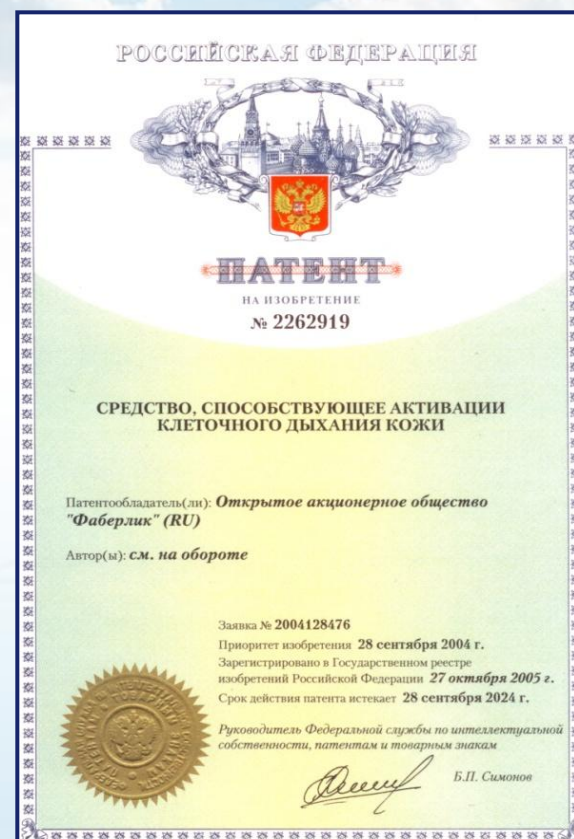 РОССИЙСКАЯ ФЕДЕРАЦИЯ
ПАТЕНТ
НА ИЗОБРЕТЕНИЕ
№ 2262919
СРЕДСТВО, СПОСОБСТВУЮЩЕЕ АКТИВАЦИИ
КЛЕТОЧНОГО ДЫХАНИЯ КОЖИ
Патентообладатель(ли): Открытое акционерное общество
"Фаберлик" (RU)
Автор(ы): см. на обороте
Заявка № 2004128476
Приоритет изобретения 28 сентября 2004 г.
Зарегистрировано в Государственном реестре
изобретений Российской Федерации 27 октября 2005 г.
Срок действия патента истекает 28 сентября 2024 г.
Руководитель Федеральной службы по интеллектуальной
собственности, патентам и товарным знакам
Б.П. Симонов